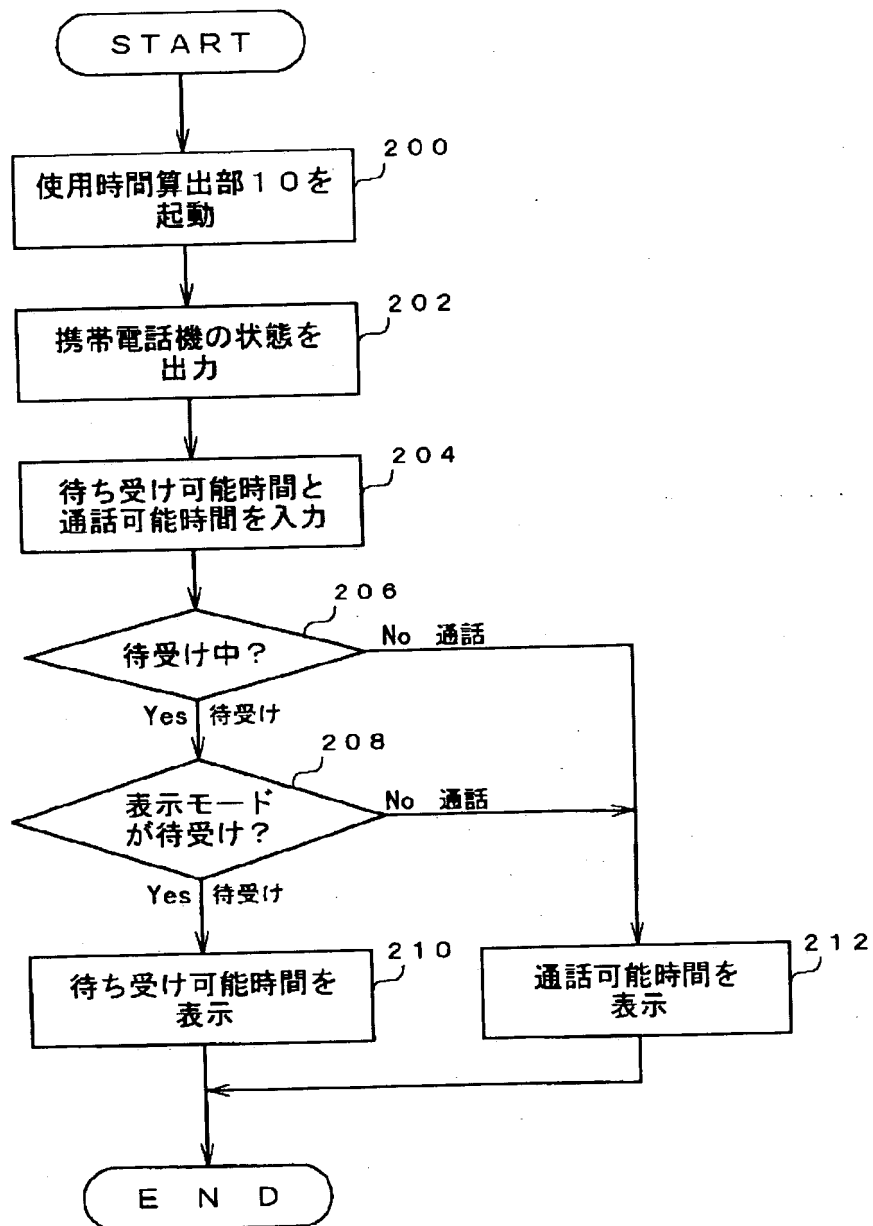 START
200
使用時間算出部10を
起動
202
携帯電話機の状態を
出力
204
待ち受け可能時間と
通話可能時間を入力
206
待受け中?
No 通話
Yes 待受け
208
表示モード
が待受け?
No 通話
Yes 待受け
210
待ち受け可能時間を
表示
212
通話可能時間を
表示
END